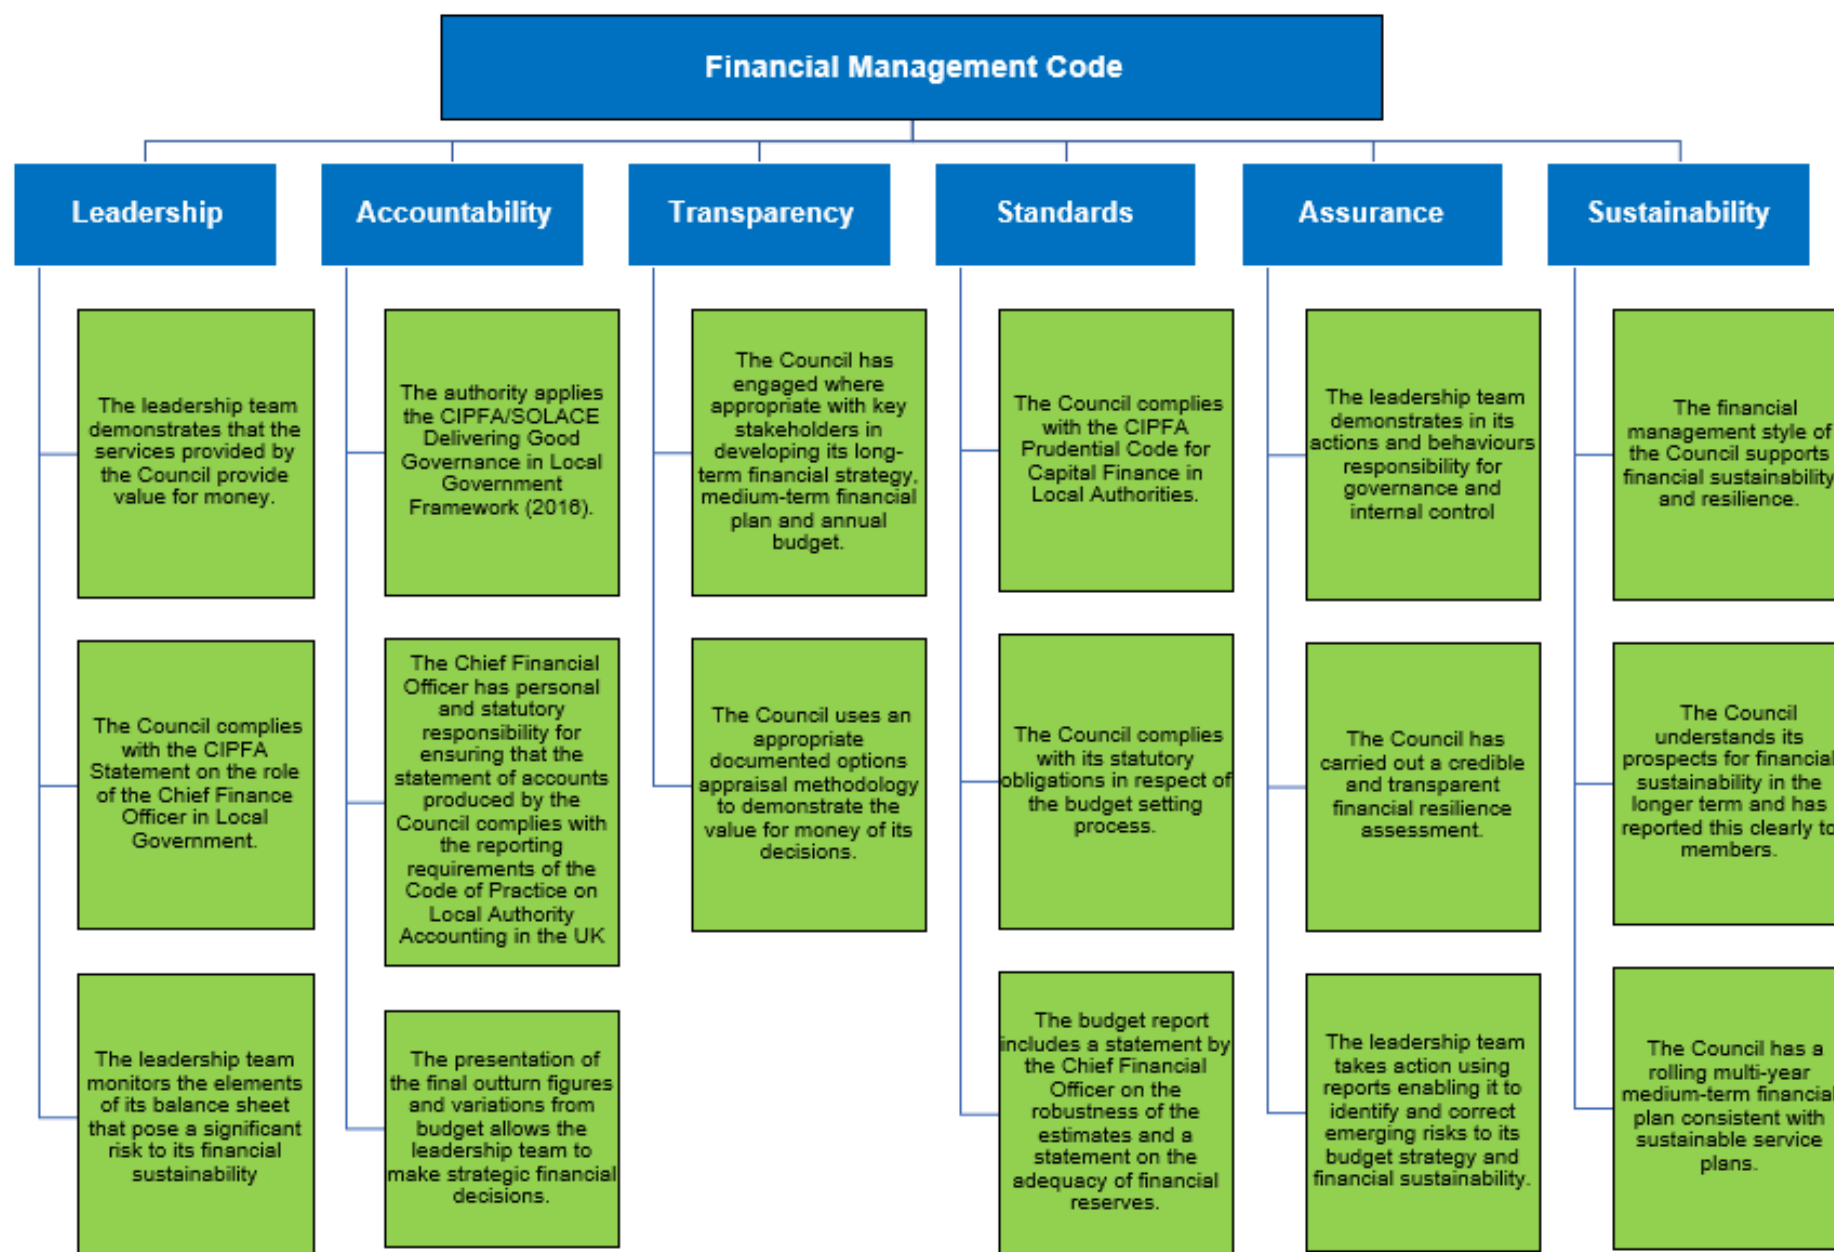 Financial Management Code
Leadership
Accountability
Transparency
Standards
Assurance
Sustainability
The leadership team
demonstrates that the
services provided by
the Council provide
value for money.
The Council complies
with the CIPFA
Statement on the role
of the Chief Finance
Officer in Local
Government.
The leadership team
monitors the elements
of its balance sheet
that pose a significant
risk to its financial
sustainability
The authority applies
the CIPFA/SOLACE
Delivering Good
Governance in Local
Government
Framework (2016).
The Chief Financial
Officer has personal
and statutory
responsibility for
ensuring that the
statement of accounts
produced by the
Council complies with
the reporting
requirements of the
Code of Practice on
Local Authority
Accounting in the UK
The presentation of
the final outturn figures
and variations from
budget allows the
leadership team to
make strategic financial
decisions.
The Council has
engaged where
appropriate with key
stakeholders in
developing its long-
term financial strategy,
medium-term financial
plan and annual
budget.
The Council uses an
appropriate
documented options
appraisal methodology
to demonstrate the
value for money of its
decisions.
The Council complies
with the CIPFA
Prudential Code for
Capital Finance in
Local Authorities.
The Council complies
with its statutory
obligations in respect of
the budget setting
process.
The budget report
includes a statement by
the Chief Financial
Officer on the
robustness of the
estimates and a
statement on the
adequacy of financial
reserves.
The leadership team
demonstrates in its
actions and behaviours
responsibility for
governance and
internal control
The Council has
carried out a credible
and transparent
financial resilience
assessment.
The leadership team
takes action using
reports enabling it to
identify and correct
emerging risks to its
budget strategy and
financial sustainability.
The financial
management style of
the Council supports
financial sustainability
and resilience.
The Council
understands its
prospects for financial
sustainability in the
longer term and has
reported this clearly to
members.
The Council has a
rolling multi-year
medium-term financial
plan consistent with
sustainable service
plans.